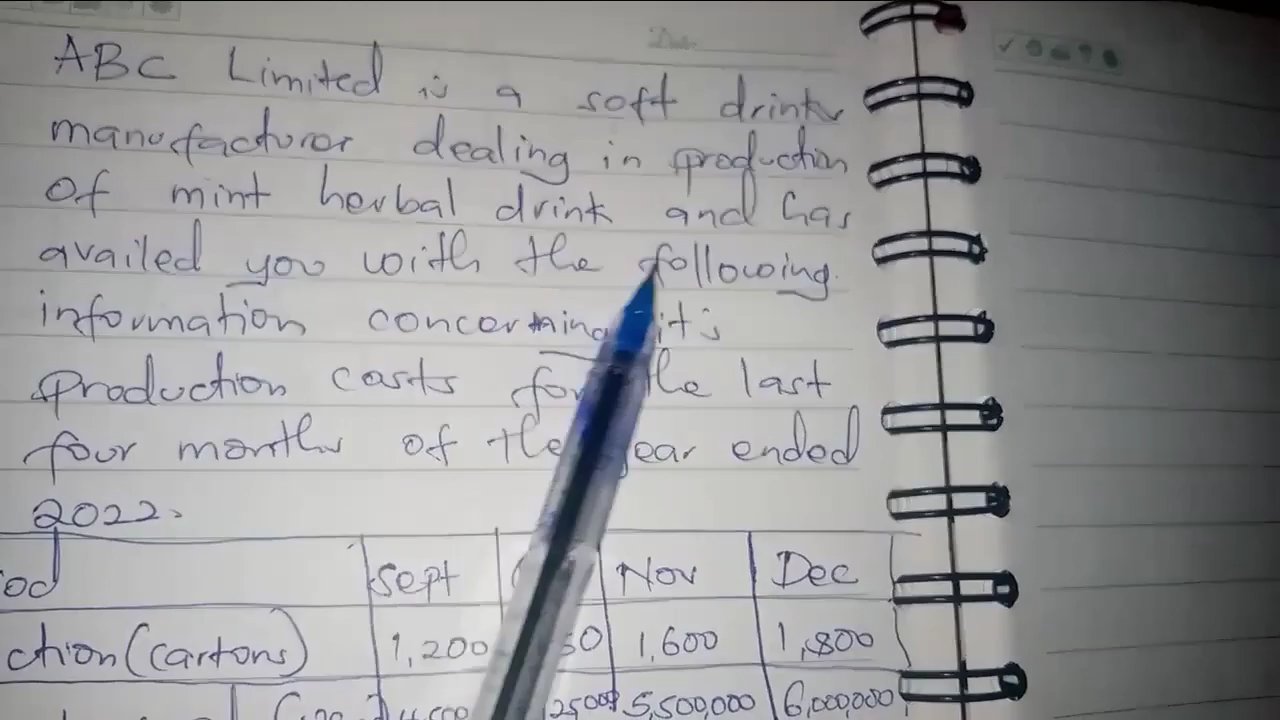 ABC Limited is a soft drink
manufacturer dealing in production
of mint herbal drink and has
availed you with the following
information concerning it's
production costs for the last
four months of the year ended
2022.
Sept Nov Dec
(cartons) 1,200 1,600 1,800
5,500,000 6,000,000